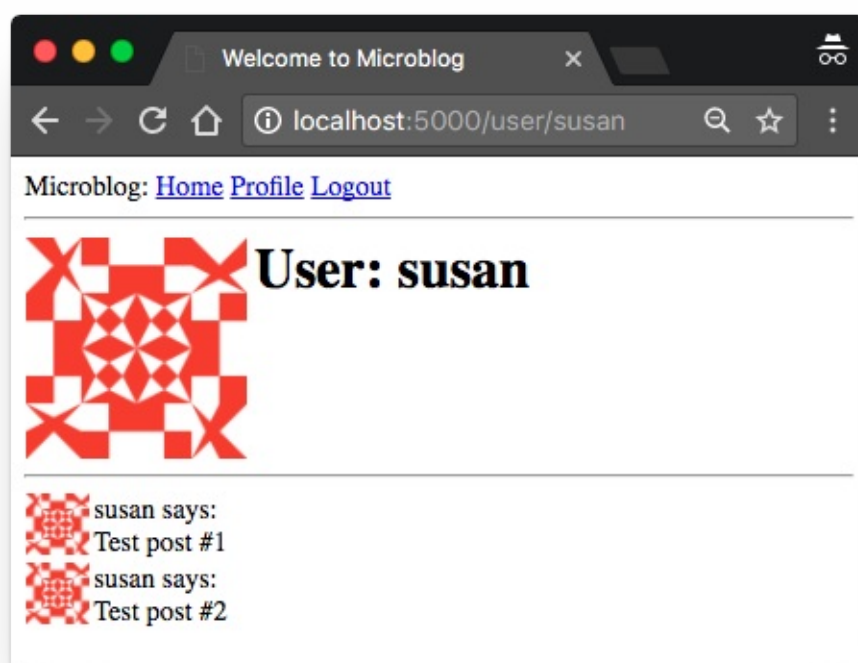 Welcome to Microblog
localhost:5000/user/susan
Microblog: Home Profile Logout
User: susan
susan says:
Test post #1
susan says:
Test post #2